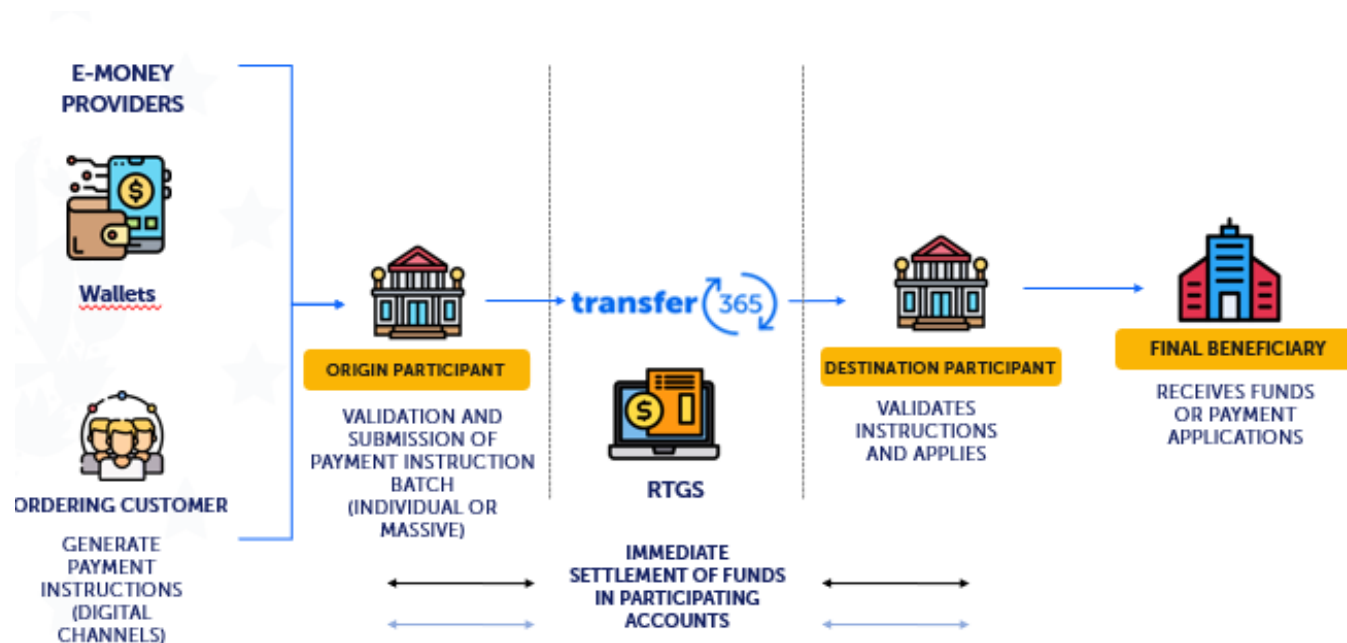 E-MONEY
PROVIDERS
Wallets
ORDERING CUSTOMER
GENERATE
PAYMENT
INSTRUCTIONS
(DIGITAL
CHANNELS)
ORIGIN PARTICIPANT
VALIDATION AND
SUBMISSION OF
PAYMENT INSTRUCTION
BATCH
(INDIVIDUAL OR
MASSIVE)
transfer 365
RTGS
IMMEDIATE
SETTLEMENT OF FUNDS
IN PARTICIPATING
ACCOUNTS
DESTINATION PARTICIPANT
VALIDATES
INSTRUCTIONS
AND APPLIES
FINAL BENEFICIARY
RECEIVES FUNDS
OR PAYMENT
APPLICATIONS